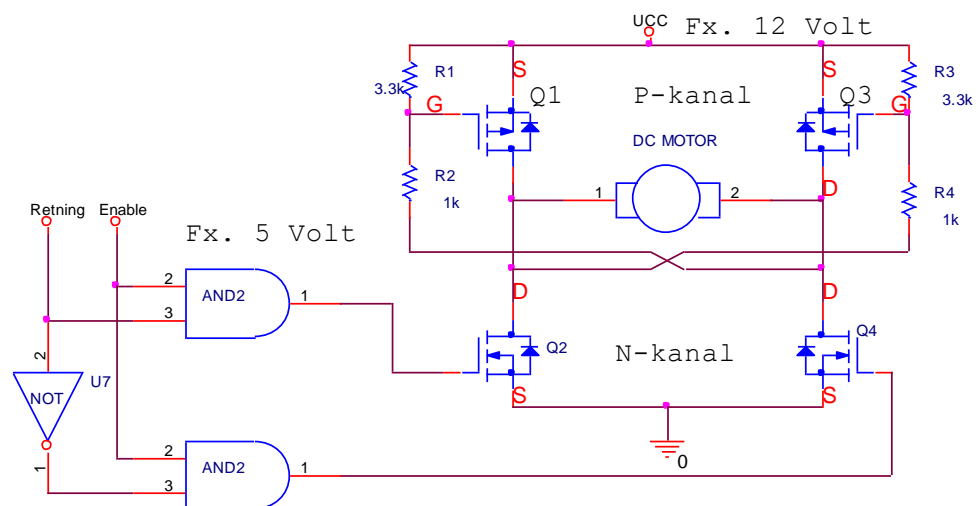 UCC
Fx. 12 Volt
R1
3.3k
S
S
R3
3.3k
G
Q1
P-kanal
Q3
G
DC MOTOR
R2
1k
1
2
D
R4
1k
Retning
Enable
Fx. 5 Volt
2
AND2
1
3
D
D
Q2
N-kanal
Q4
2
NOT
U7
S
S
1
2
AND2
1
3
0